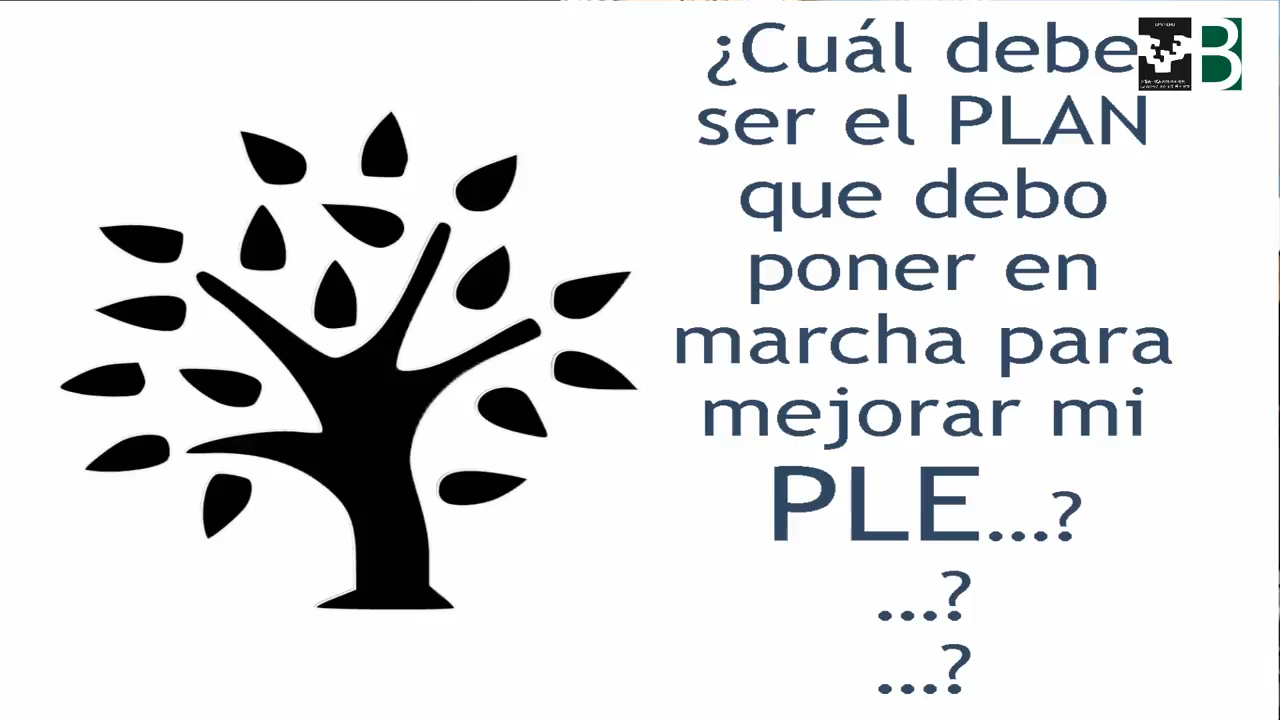 ¿Cuál debe
ser el PLAN
que debo
poner en
marcha para
mejorar mi
PLE...?
...?
...?
B